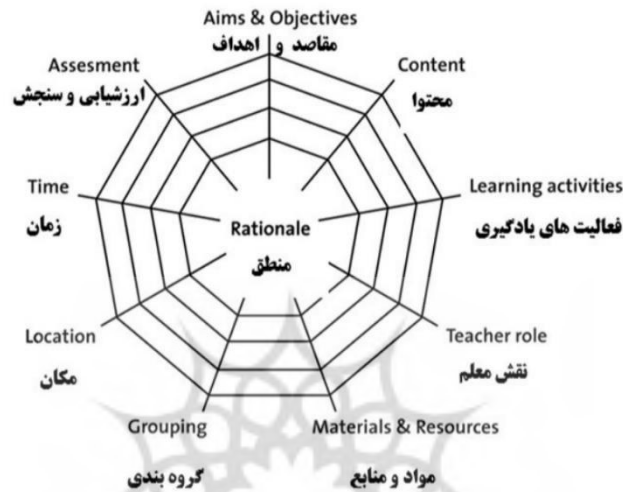 Aims & Objectives
مقاصد و اهداف
Assesment
ارزشیابی و سنجش
Content
محتوا
Time
زمان
Learning activities
فعالیت های یادگیری
Rationale
منطق
Location
مکان
Teacher role
نقش معلم
Grouping
گروه بندی
Materials & Resources
مواد و منابع